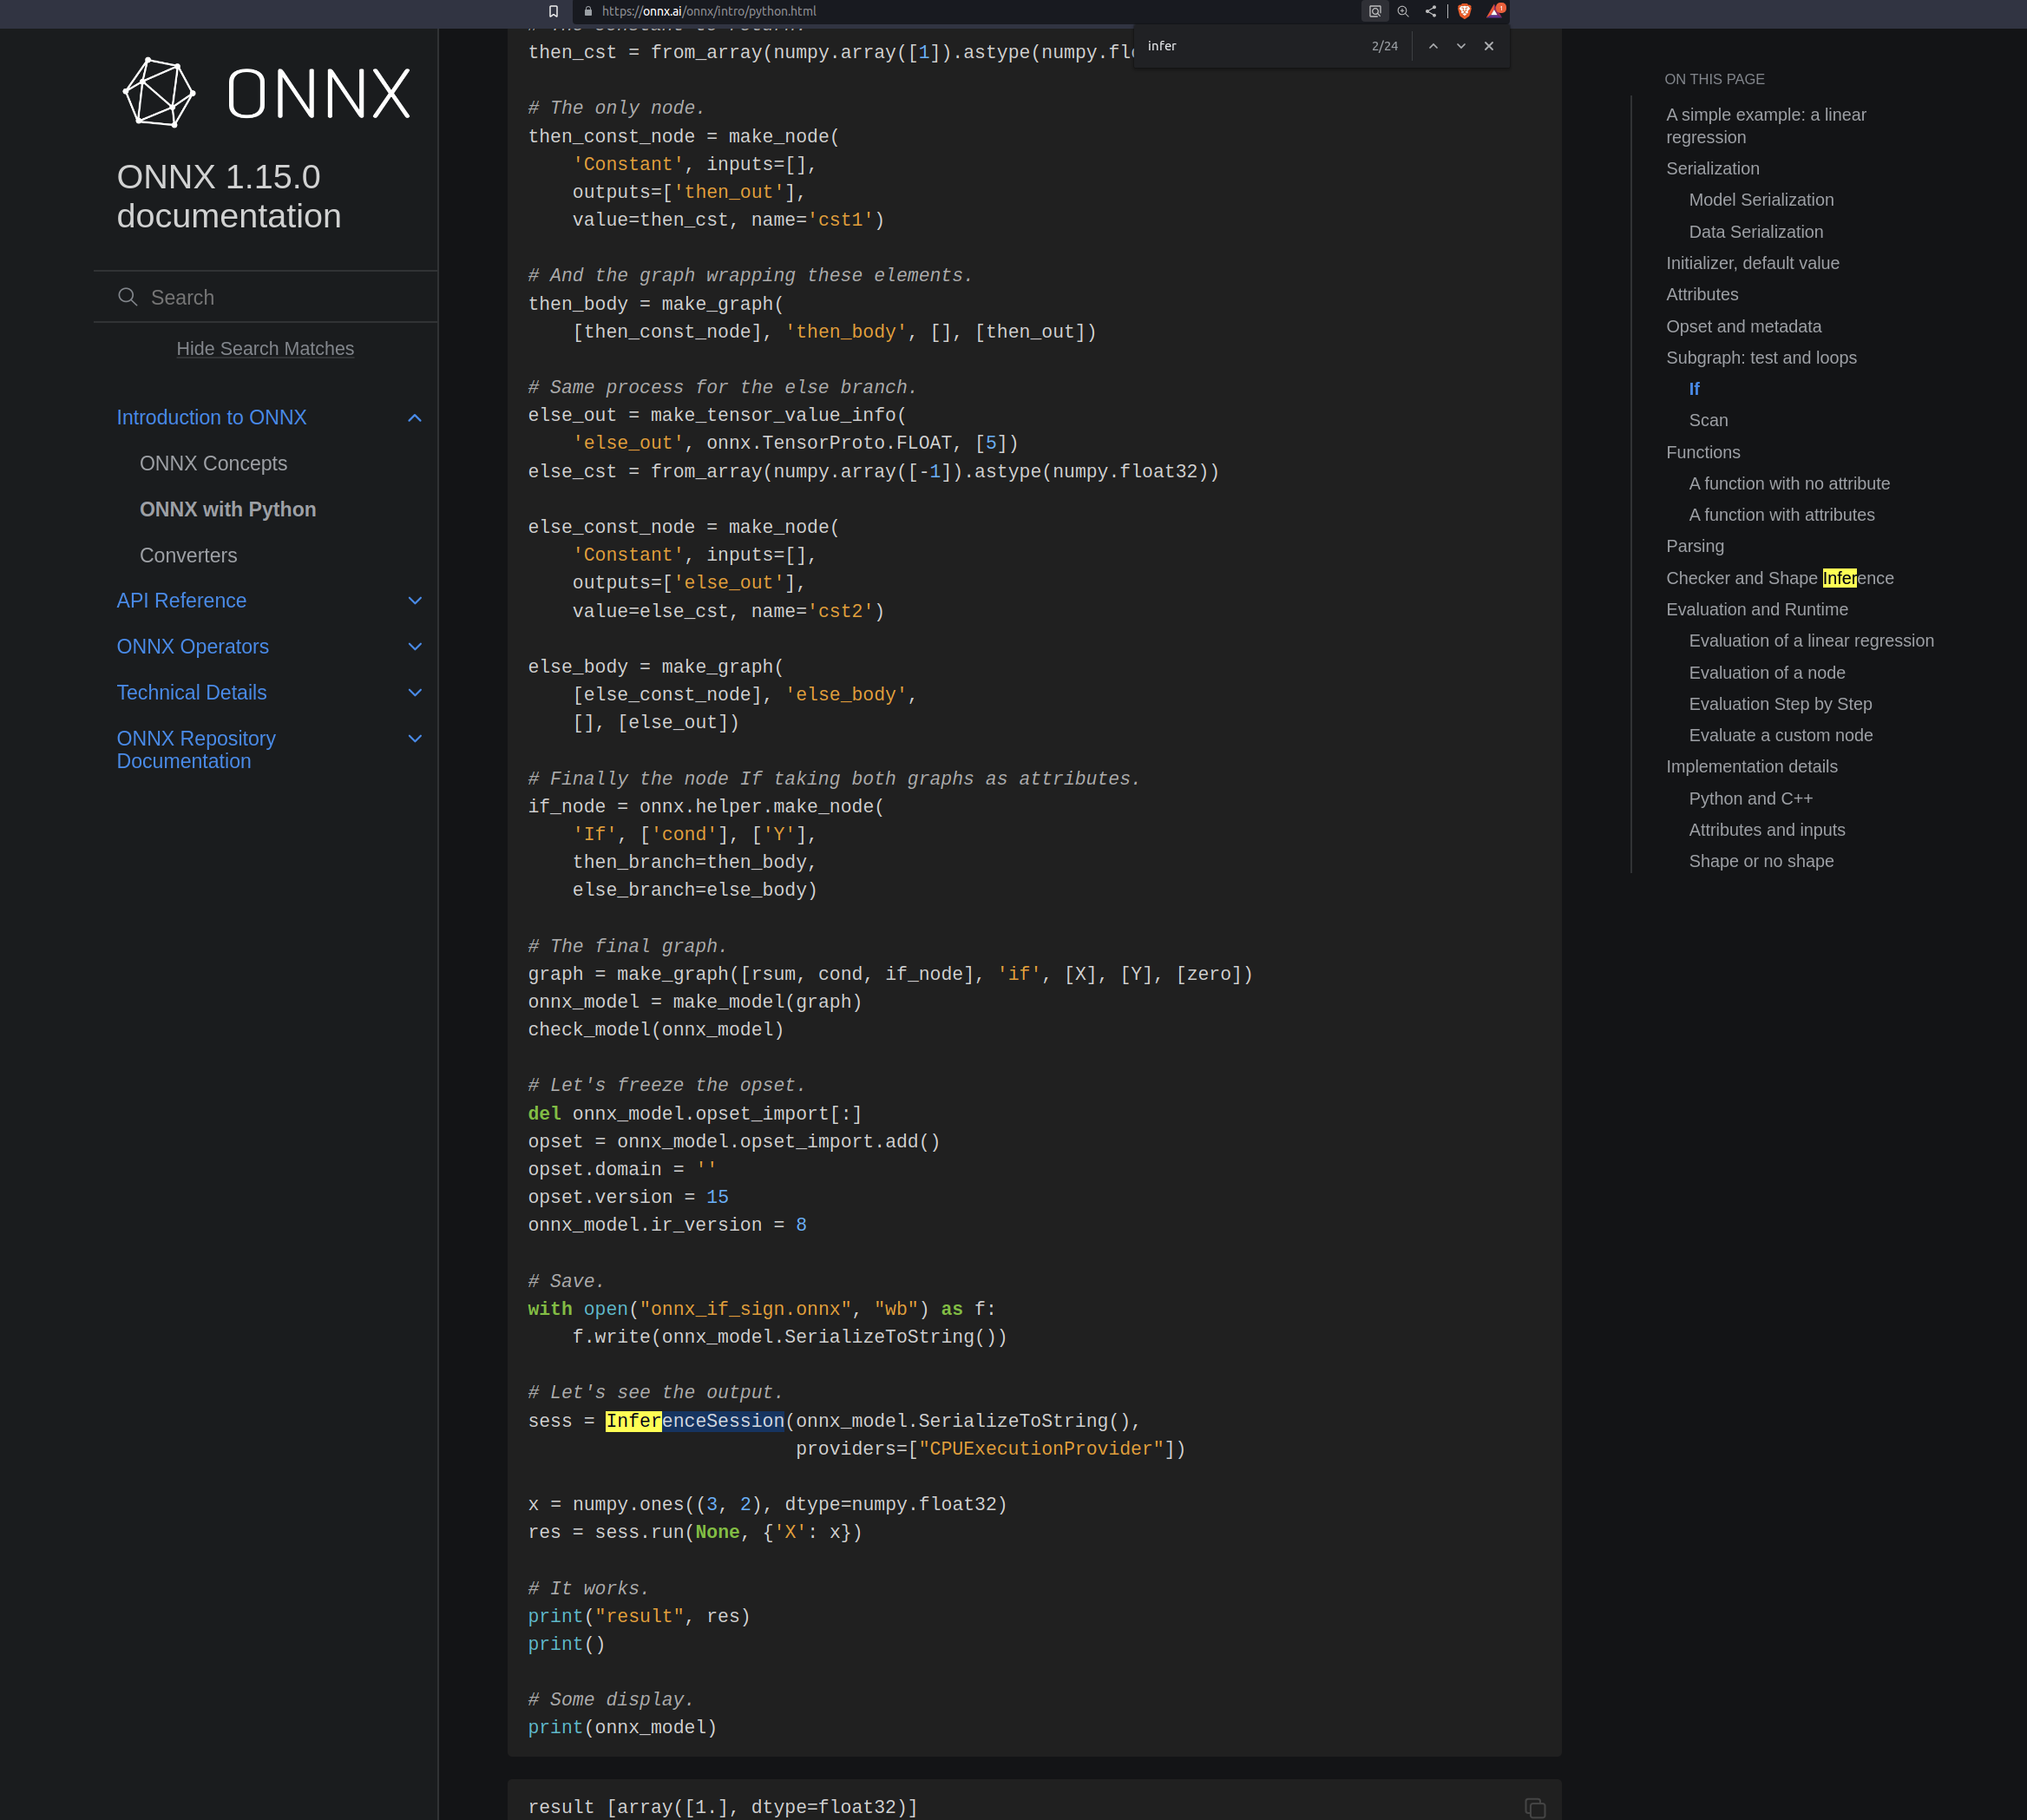 https://onnx.ai/onnx/intro/python.html
1
infer
2/24
ONNX
ONNX 1.15.0
documentation
Search
Hide Search Matches
Introduction to ONNX
ONNX Concepts
ONNX with Python
Converters
API Reference
ONNX Operators
Technical Details
ONNX Repository
Documentation
then_cst = from_array(numpy.array([1]).astype(numpy.flo
# The only node.
then_const_node = make_node(
    'Constant', inputs=[],
    outputs=['then_out'],
    value=then_cst, name='cst1')
# And the graph wrapping these elements.
then_body = make_graph(
    [then_const_node], 'then_body', [], [then_out])
# Same process for the else branch.
else_out = make_tensor_value_info(
    'else_out', onnx.TensorProto.FLOAT, [5])
else_cst = from_array(numpy.array([-1]).astype(numpy.float32))
else_const_node = make_node(
    'Constant', inputs=[],
    outputs=['else_out'],
    value=else_cst, name='cst2')
else_body = make_graph(
    [else_const_node], 'else_body',
    [], [else_out])
# Finally the node If taking both graphs as attributes.
if_node = onnx.helper.make_node(
    'If', ['cond'], ['Y'],
    then_branch=then_body,
    else_branch=else_body)
# The final graph.
graph = make_graph([rsum, cond, if_node], 'if', [X], [Y], [zero])
onnx_model = make_model(graph)
check_model(onnx_model)
# Let's freeze the opset.
del onnx_model.opset_import[:]
opset = onnx_model.opset_import.add()
opset.domain = ''
opset.version = 15
onnx_model.ir_version = 8
# Save.
with open("onnx_if_sign.onnx", "wb") as f:
    f.write(onnx_model.SerializeToString())
# Let's see the output.
sess = InferenceSession(onnx_model.SerializeToString(),
                        providers=["CPUExecutionProvider"])
x = numpy.ones((3, 2), dtype=numpy.float32)
res = sess.run(None, {'X': x})
# It works.
print("result", res)
print()
# Some display.
print(onnx_model)
result [array([1.], dtype=float32)]
ON THIS PAGE
A simple example: a linear
regression
Serialization
Model Serialization
Data Serialization
Initializer, default value
Attributes
Opset and metadata
Subgraph: test and loops
If
Scan
Functions
A function with no attribute
A function with attributes
Parsing
Checker and Shape Inference
Evaluation and Runtime
Evaluation of a linear regression
Evaluation of a node
Evaluation Step by Step
Evaluate a custom node
Implementation details
Python and C++
Attributes and inputs
Shape or no shape